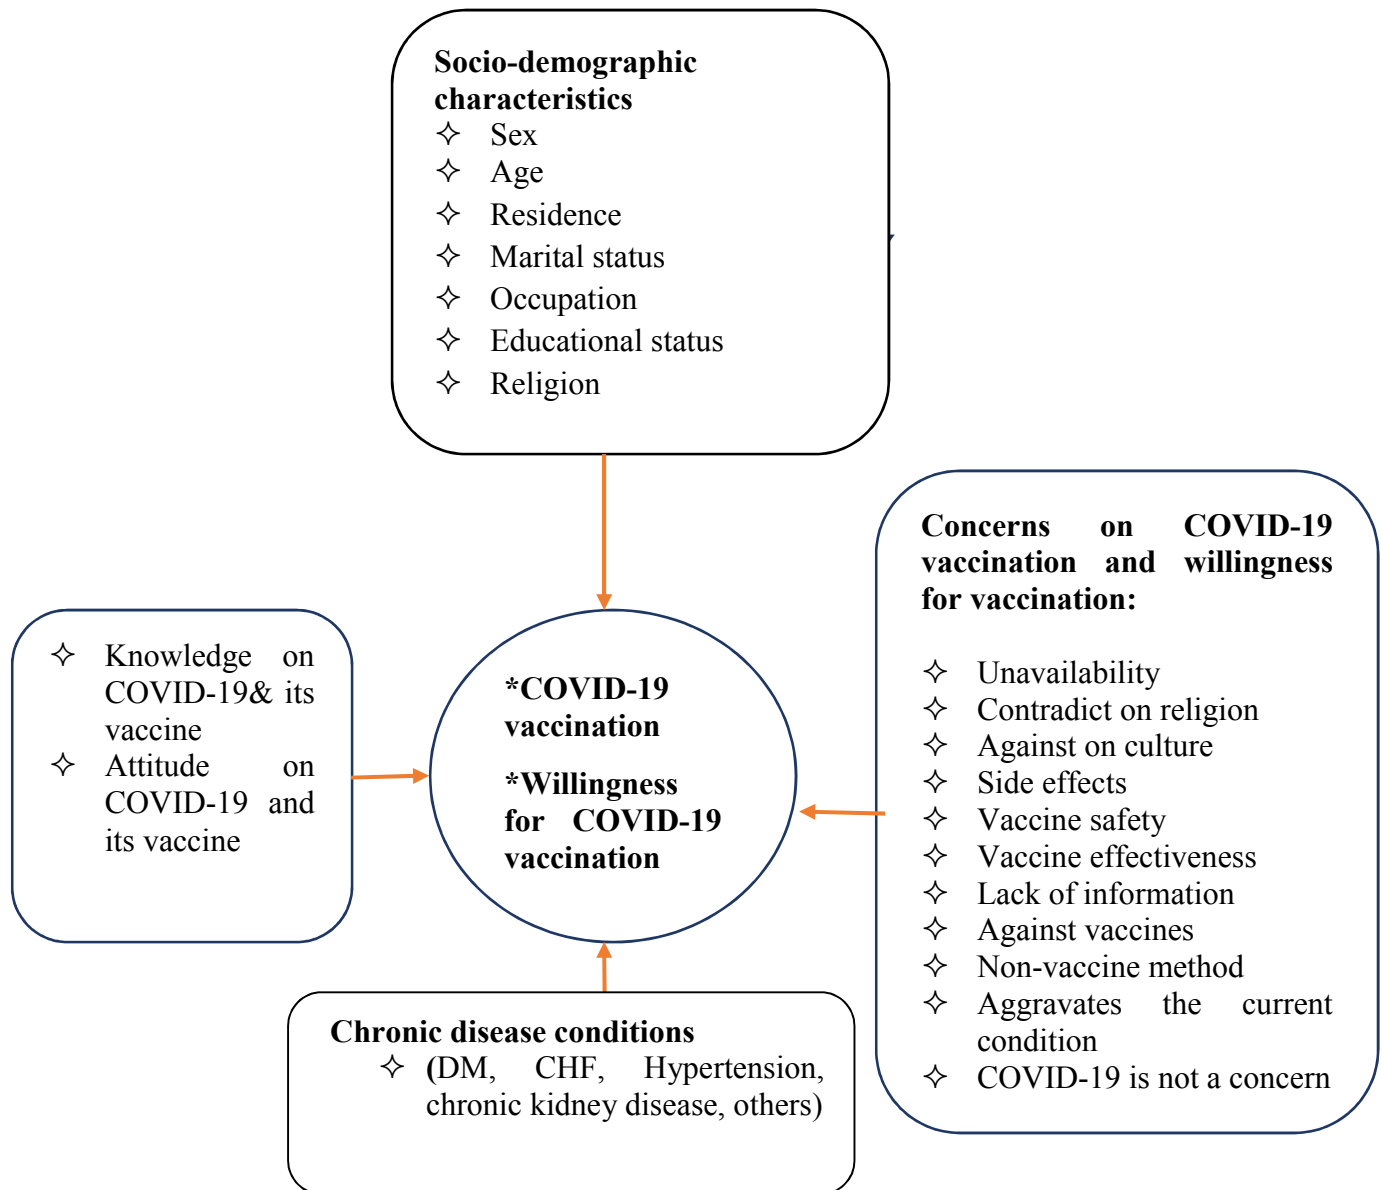 Socio-demographic
characteristics
✧ Sex
✧ Age
✧ Residence
✧ Marital status
✧ Occupation
✧ Educational status
✧ Religion
✧ Knowledge on
COVID-19& its
vaccine
✧ Attitude on
COVID-19 and
its vaccine
*COVID-19
vaccination
*Willingness
for COVID-19
vaccination
Concerns on COVID-19
vaccination and willingness
for vaccination:
✧ Unavailability
✧ Contradict on religion
✧ Against on culture
✧ Side effects
✧ Vaccine safety
✧ Vaccine effectiveness
✧ Lack of information
✧ Against vaccines
✧ Non-vaccine method
✧ Aggravates the current
condition
✧ COVID-19 is not a concern
Chronic disease conditions
✧ (DM, CHF, Hypertension,
chronic kidney disease, others)